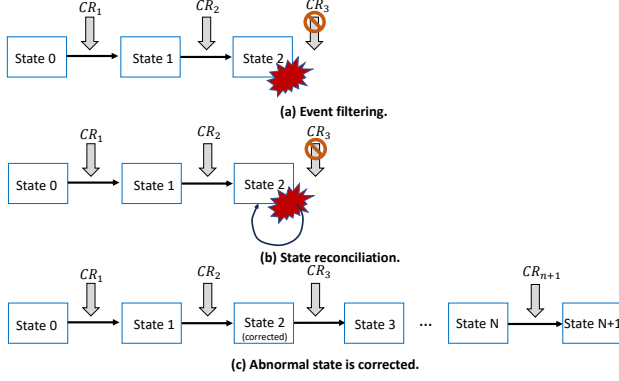 CR₁ CR₂ CR₃
State 0 State 1 State 2
(a) Event filtering.
CR₁ CR₂ CR₃
State 0 State 1 State 2
(b) State reconciliation.
CR₁ CR₂ CR₃ CRₙ₊₁
State 0 State 1 State 2 (corrected) State 3 ... State N State N+1
(c) Abnormal state is corrected.